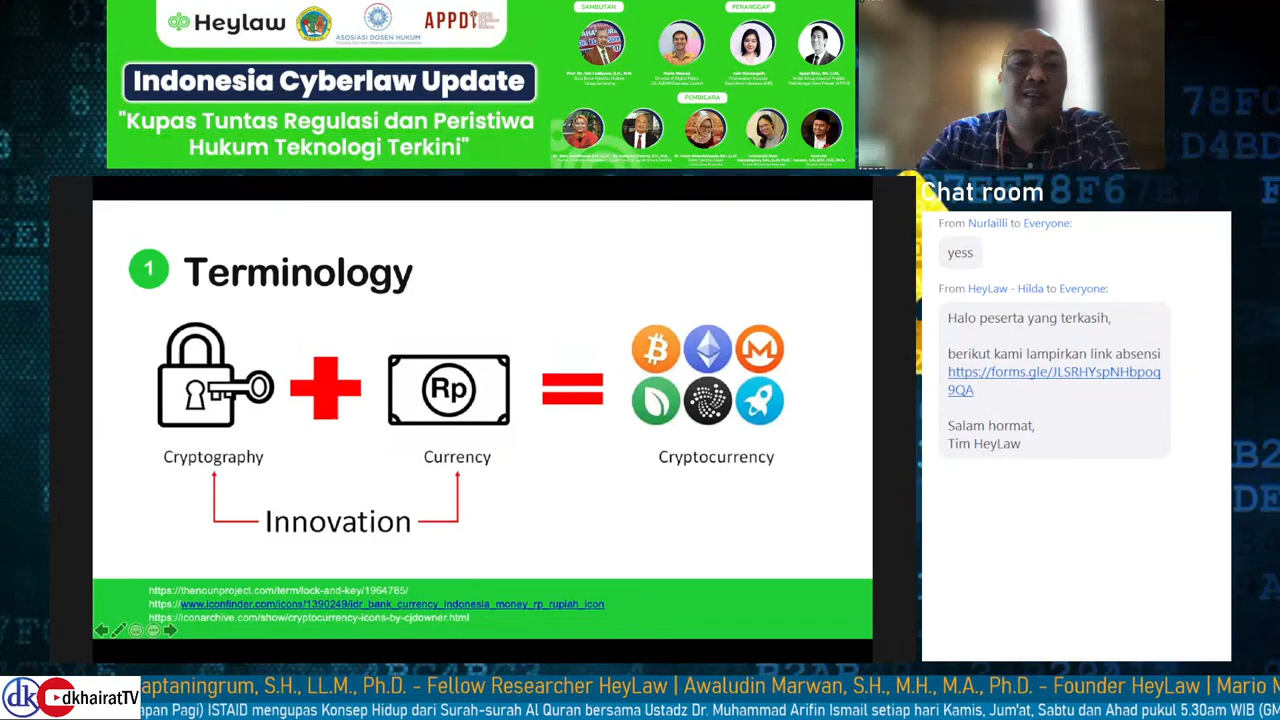 Heylaw
ASOSIASI DOSEN HUKUM
APPDI
Indonesia Cyberlaw Update
"Kupas Tuntas Regulasi dan Peristiwa
Hukum Teknologi Terkini"
SAMBUTAN
PENANGGAP
PEMBICARA
Chat room
From Nurlailli to Everyone:
yess
From HeyLaw - Hilda to Everyone:
Halo peserta yang terkasih,
berikut kami lampirkan link absensi
https://forms.gle/JLSRHYspNHbpoq
9QA
Salam hormat,
Tim HeyLaw
1 Terminology
Rp
Cryptography
Currency
Cryptocurrency
Innovation
https://thenounproject.com/term/lock-and-key/1964785/
https://www.iconfinder.com/icons/1390249/idr_bank_currency_indonesia_money_rp_rupiah_icon
https://iconarchive.com/show/cryptocurrency-icons-by-cjdowner.html
dk dkhairatTV
aptaningrum, S.H., LL.M., Ph.D. - Fellow Researcher HeyLaw | Awaludin Marwan, S.H., M.H., M.A., Ph.D. - Founder HeyLaw | Mario
apan Pagi) ISTAID mengupas Konsep Hidup dari Surah-surah Al Quran bersama Ustadz Dr. Muhammad Arifin Ismail setiap hari Kamis, Jum'at, Sabtu dan Ahad pukul 5.30am WIB (GM